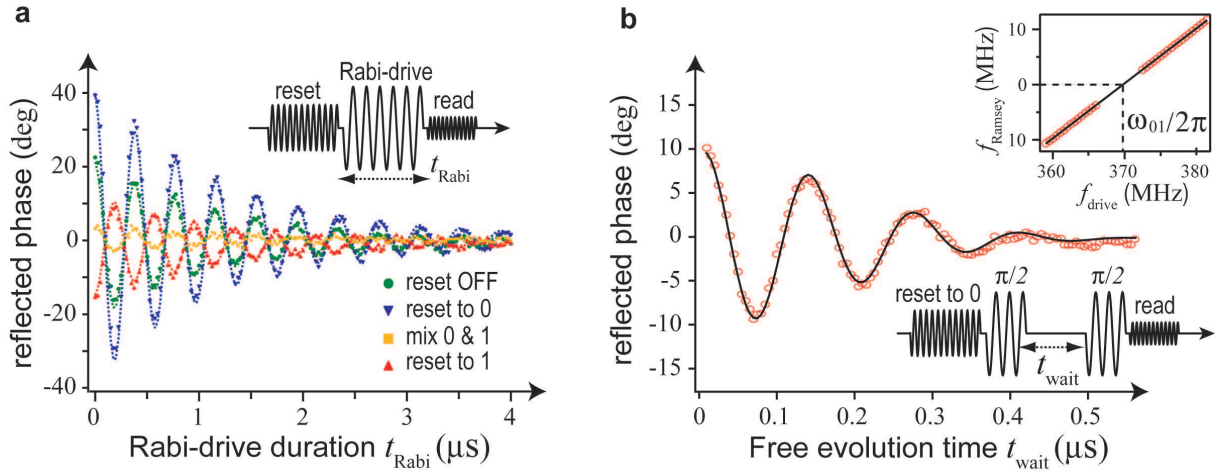 a
reflected phase (deg)
40
20
0
-20
-40
0
1
2
3
4
Rabi-drive duration tRabi (μs)
Rabi-drive
reset
read
tRabi
reset OFF
reset to 0
mix 0 & 1
reset to 1
b
reflected phase (deg)
15
10
5
0
-5
-10
-15
0
0.1
0.2
0.3
0.4
0.5
Free evolution time twait (μs)
fRamsey (MHz)
10
0
10
ω01/2π
360
370
380
fdrive (MHz)
π/2
π/2
reset to 0
read
twait